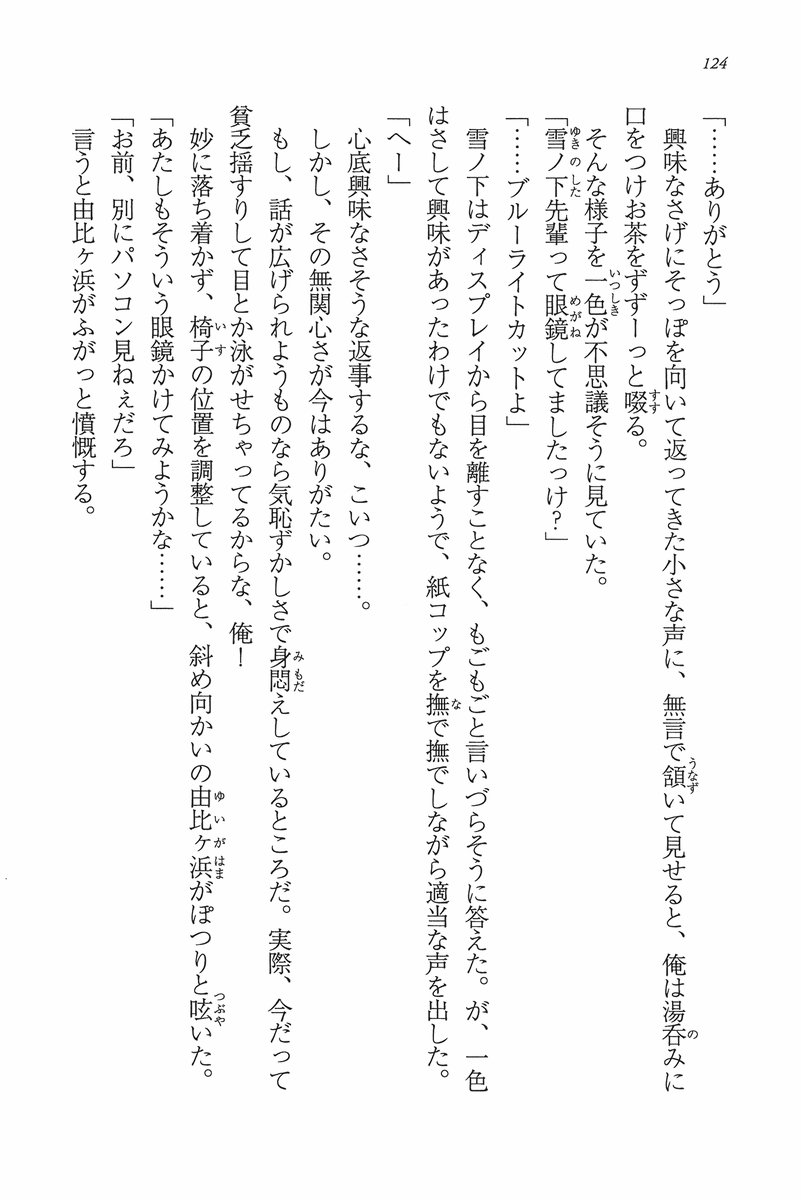 124
「……ありがとう」
興味なさげにそっぽを向いて返ってきた小さな声に、無言で頷いて見せると、俺は湯呑みに
口をつけお茶をずずーっと啜る。
そんな様子を一色が不思議そうに見ていた。
「雪ノ下先輩って眼鏡してましたっけ？」
「……ブルーライトカットよ」
雪ノ下はディスプレイから目を離すことなく、もごもごと言いづらそうに答えた。が、一色
はさして興味があったわけでもないようで、紙コップを撫で撫でしながら適当な声を出した。
「へー」
心底興味なさそうな返事するな、こいつ……。
しかし、その無関心さが今はありがたい。
もし、話が広げられようものなら気恥ずかしさで身悶えしているところだ。実際、今だって
貧乏揺すりして目とか泳がせちゃってるからな、俺！
妙に落ち着かず、椅子の位置を調整していると、斜め向かいの由比ヶ浜がぽつりと呟いた。
「あたしもそういう眼鏡かけてみようかな……」
「お前、別にパソコン見ねぇだろ」
言うと由比ヶ浜がふがっと憤慨する。